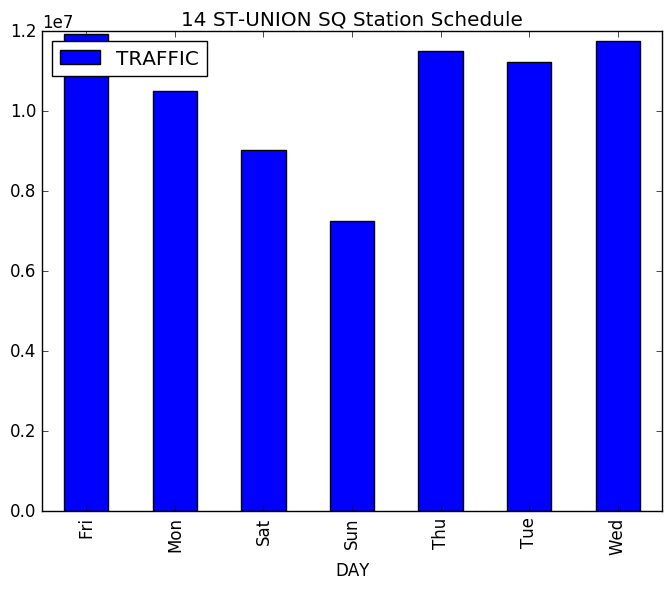 14 ST-UNION SQ Station Schedule
1e7
TRAFFIC
1.2
1.0
0.8
0.6
0.4
0.2
0.0
Fri
Mon
Sat
Sun
Thu
Tue
Wed
DAY